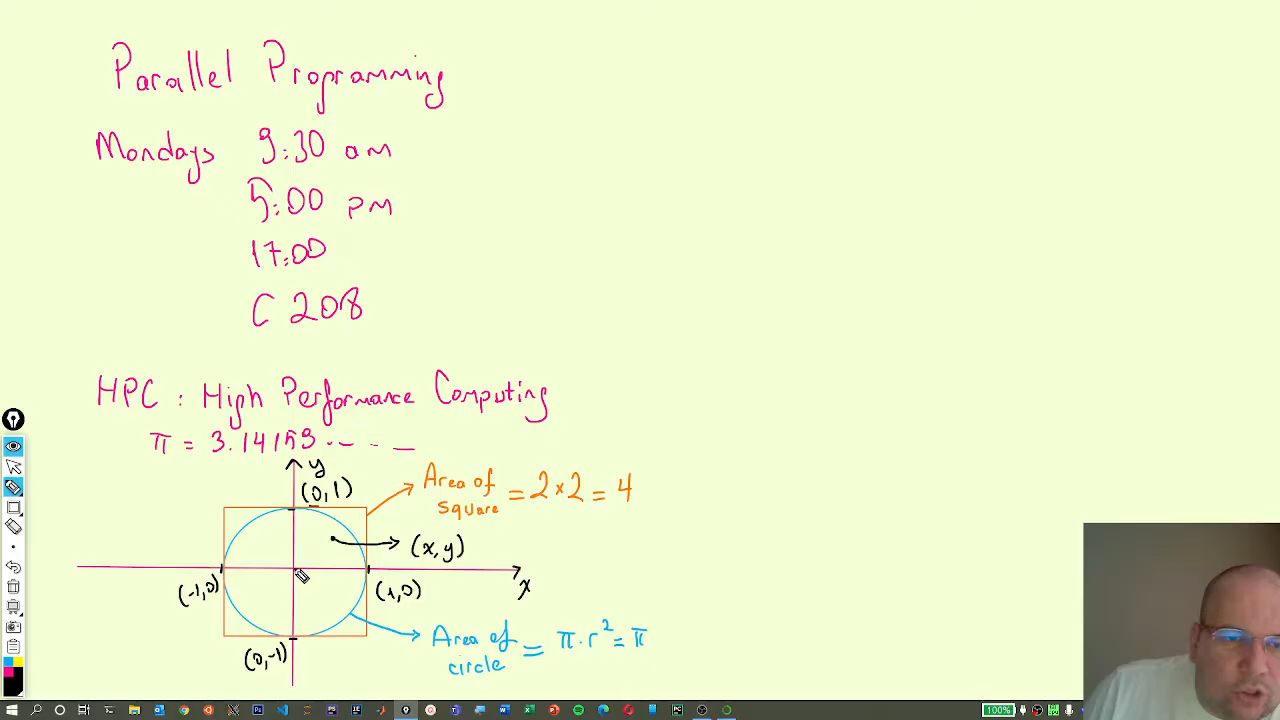 Parallel Programming
Mondays 9:30 am
5:00 pm
17:00
C 208
HPC : High Performance Computing
π = 3.14159 ... _
y
(0,1)
Area of
square = 2×2 = 4
(x,y)
(-1,0)
(1,0)
x
(0,-1)
Area of
circle = π.r² = π
100%